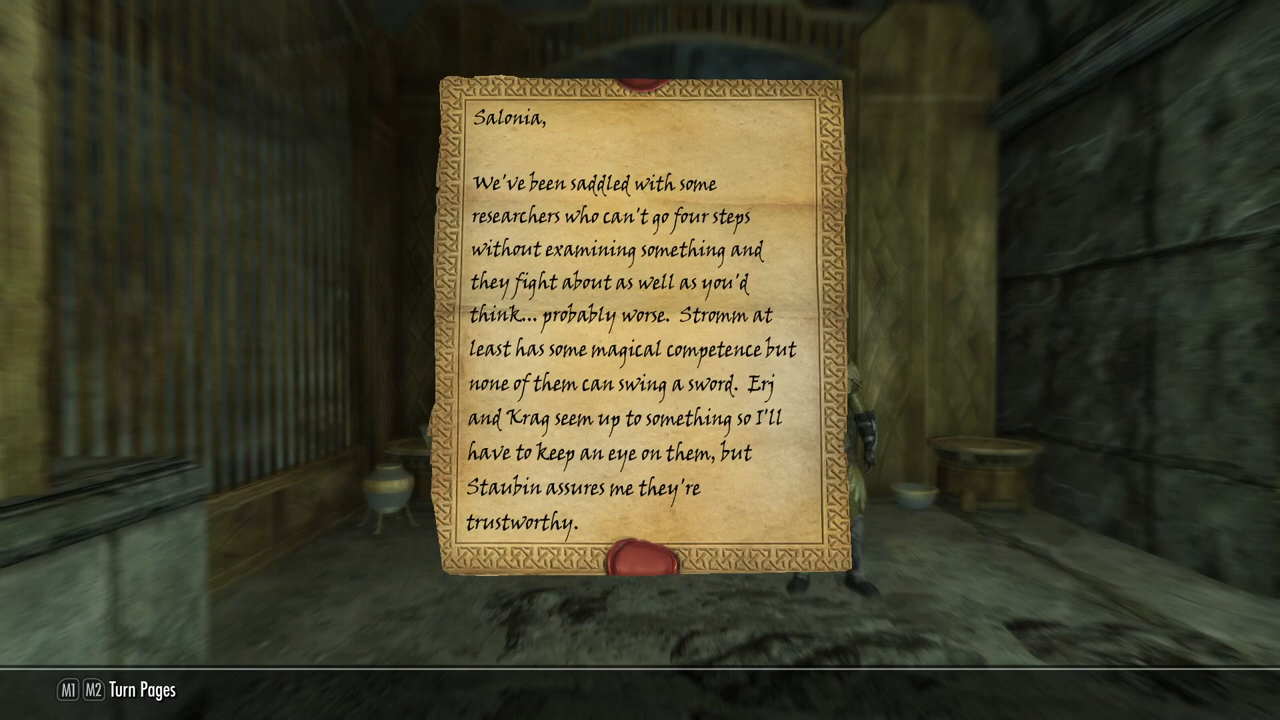 Salonia,
We've been saddled with some
researchers who can't go four steps
without examining something and
they fight about as well as you'd
think... probably worse. Stromm at
least has some magical competence but
none of them can swing a sword. Erj
and Krag seem up to something so I'll
have to keep an eye on them, but
Staubin assures me they're
trustworthy.
M1 M2 Turn Pages